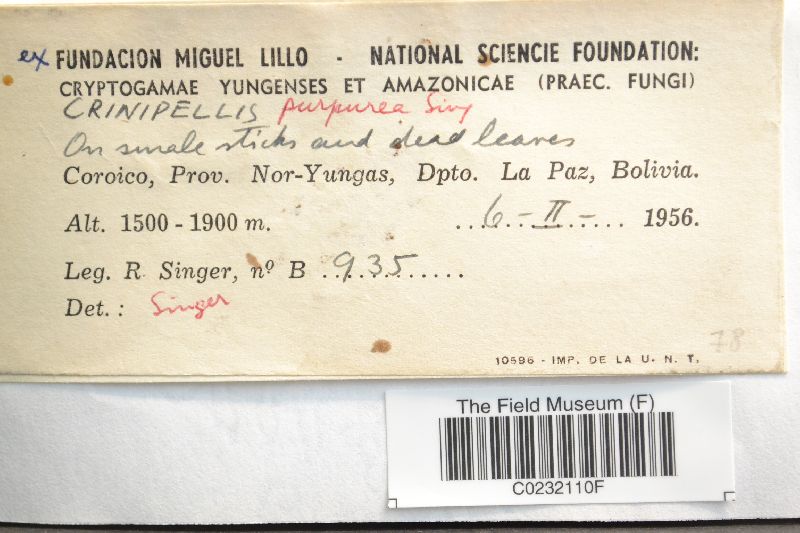 ex FUNDACION MIGUEL LILLO - NATIONAL SCIENCIE FOUNDATION:
CRYPTOGAMAE YUNGENSES ET AMAZONICAE (PRAEC. FUNGI)
CRINIPELLIS purpurea Sing
On small sticks and dead leaves
Coroico, Prov. Nor-Yungas, Dpto. La Paz, Bolivia.
Alt. 1500 - 1900 m. ...6-II-..... 1956.
Leg. R Singer, nº B .935......
Det.: Singer
78
10596 - IMP. DE LA U. N. T.
The Field Museum (F)
C0232110F